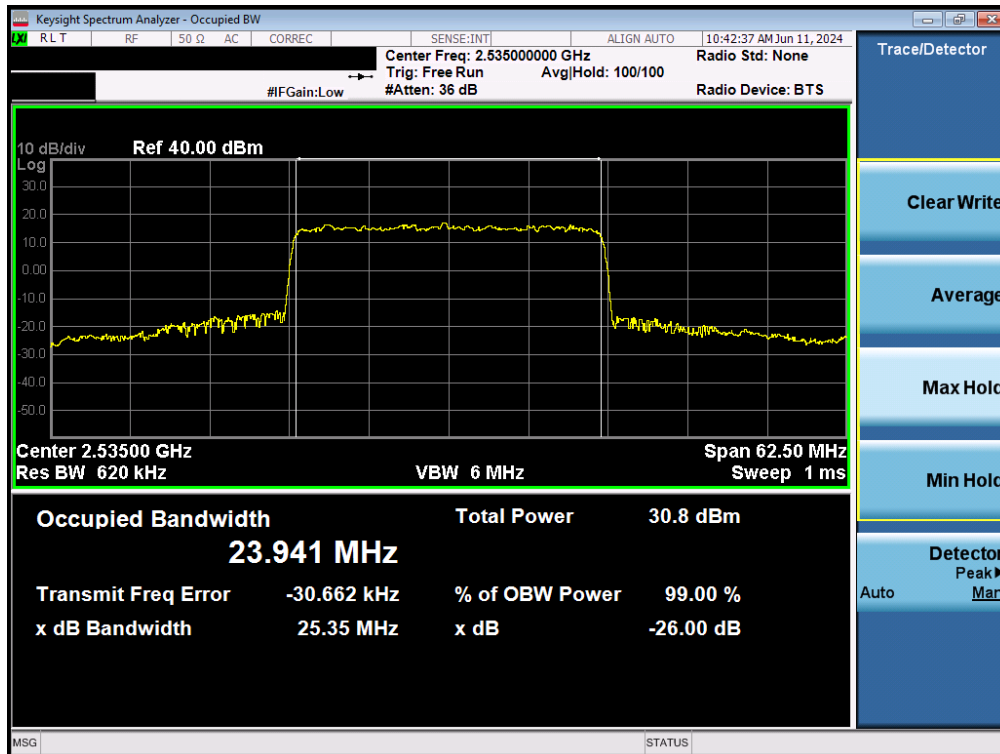 Keysight Spectrum Analyzer - Occupied BW
LXI RLT RF 50 Ω AC CORREC SENSE:INT ALIGN AUTO 10:42:37 AM Jun 11, 2024
Center Freq: 2.535000000 GHz Radio Std: None
Trig: Free Run Avg|Hold: 100/100
#IFGain:Low #Atten: 36 dB Radio Device: BTS
10 dB/div Ref 40.00 dBm
Log
30.0
20.0
10.0
0.00
-10.0
-20.0
-30.0
-40.0
-50.0
Center 2.53500 GHz Span 62.50 MHz
Res BW 620 kHz VBW 6 MHz Sweep 1 ms
Occupied Bandwidth Total Power 30.8 dBm
23.941 MHz
Transmit Freq Error -30.662 kHz % of OBW Power 99.00 %
x dB Bandwidth 25.35 MHz x dB -26.00 dB
MSG STATUS
Trace/Detector
Clear Write
Average
Max Hold
Min Hold
Detector
Peak▶
Auto Man